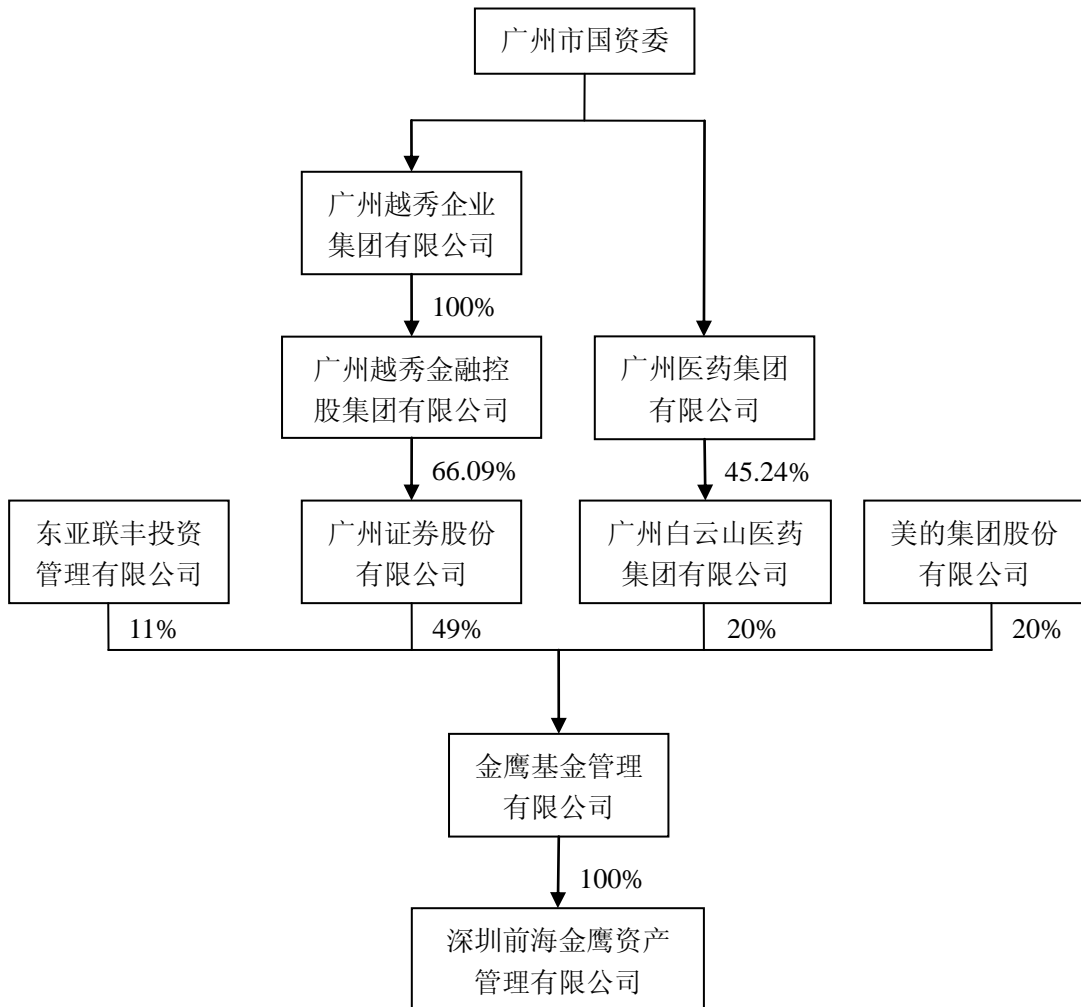 广州市国资委
广州越秀企业
集团有限公司
100%
广州越秀金融控
股集团有限公司
广州医药集团
有限公司
66.09%
45.24%
东亚联丰投资
管理有限公司
广州证券股份
有限公司
广州白云山医药
集团有限公司
美的集团股份
有限公司
11%
49%
20%
20%
金鹰基金管理
有限公司
100%
深圳前海金鹰资产
管理有限公司